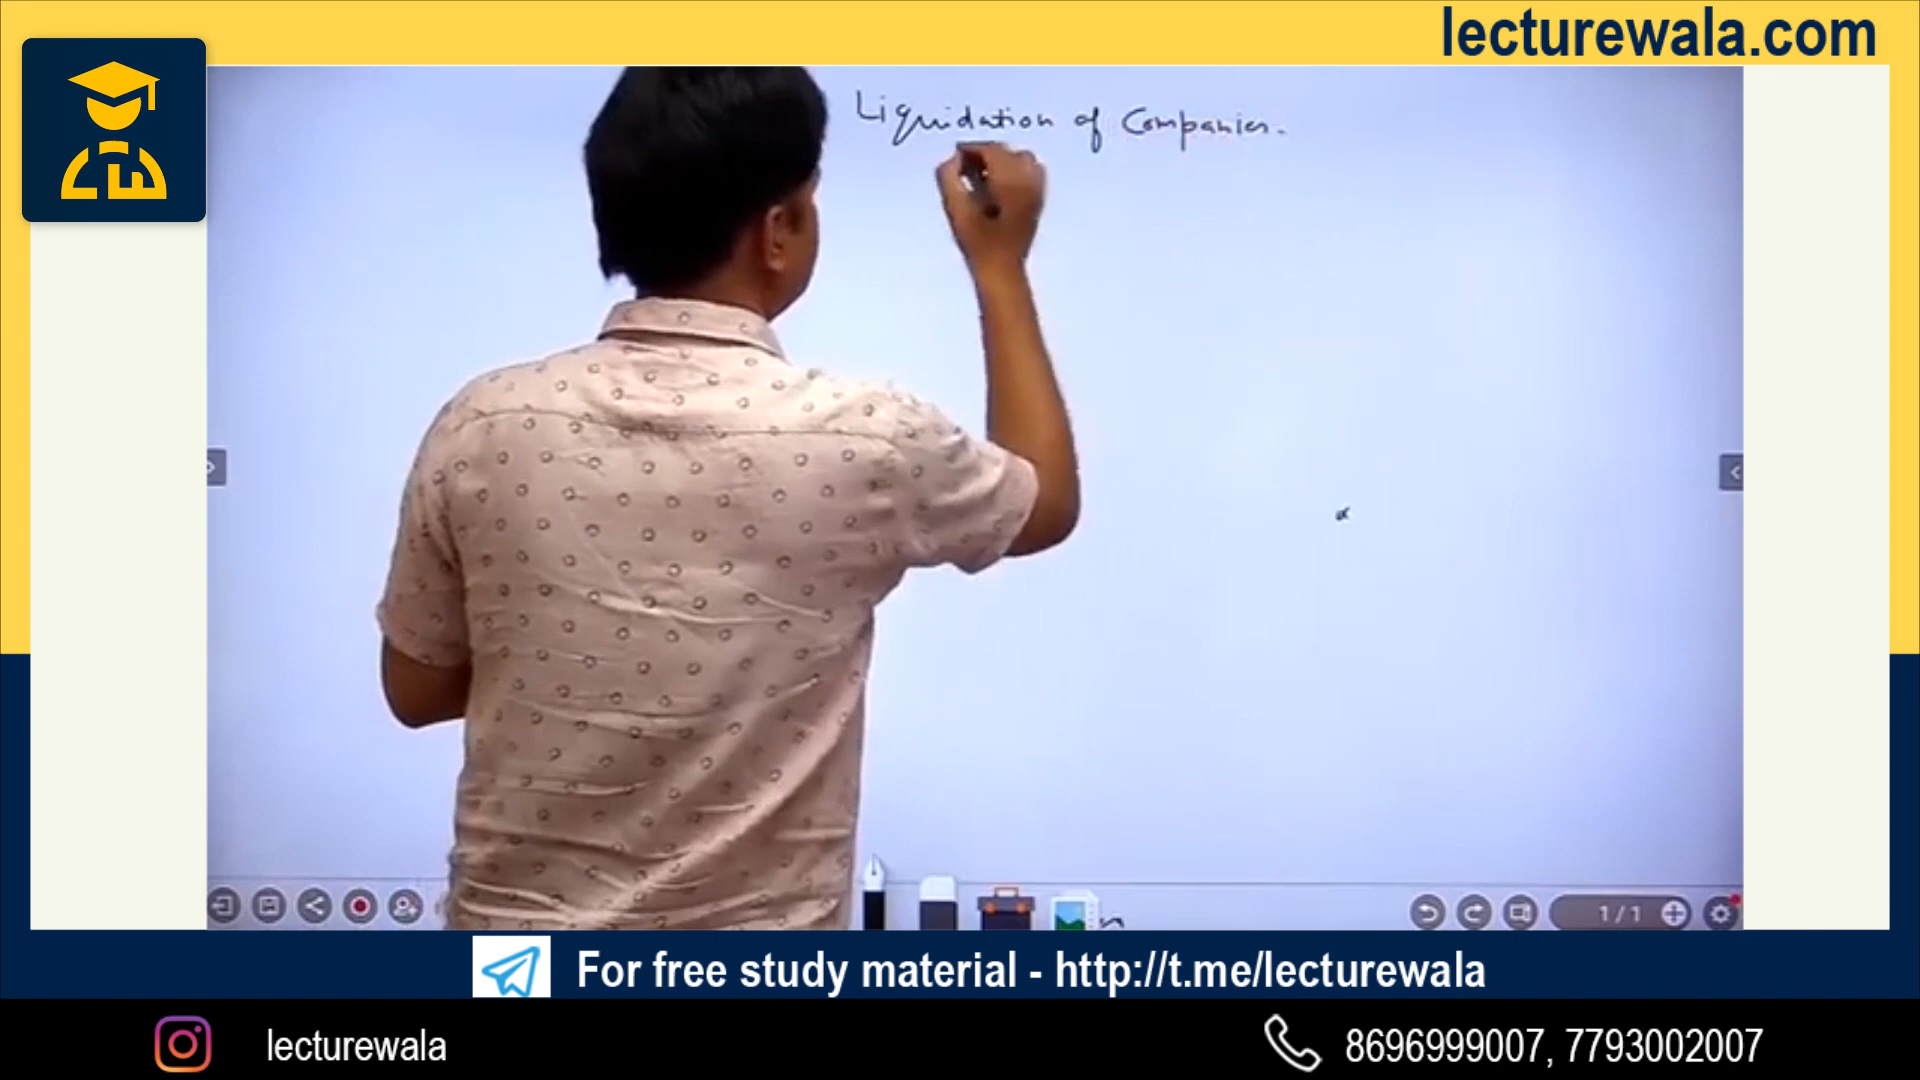 lecturewala.com
Liquidation of Companies.
1/1
For free study material - http://t.me/lecturewala
lecturewala
8696999007, 7793002007